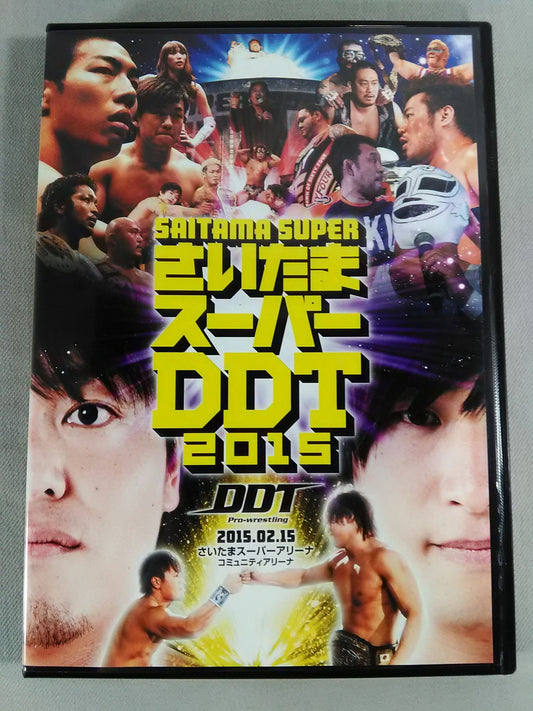 SAITAMA SUPER
さいたま
スーパー
DDT
2015
DDT
Pro-wrestling
2015.02.15
さいたまスーパーアリーナ
コミュニティアリーナ